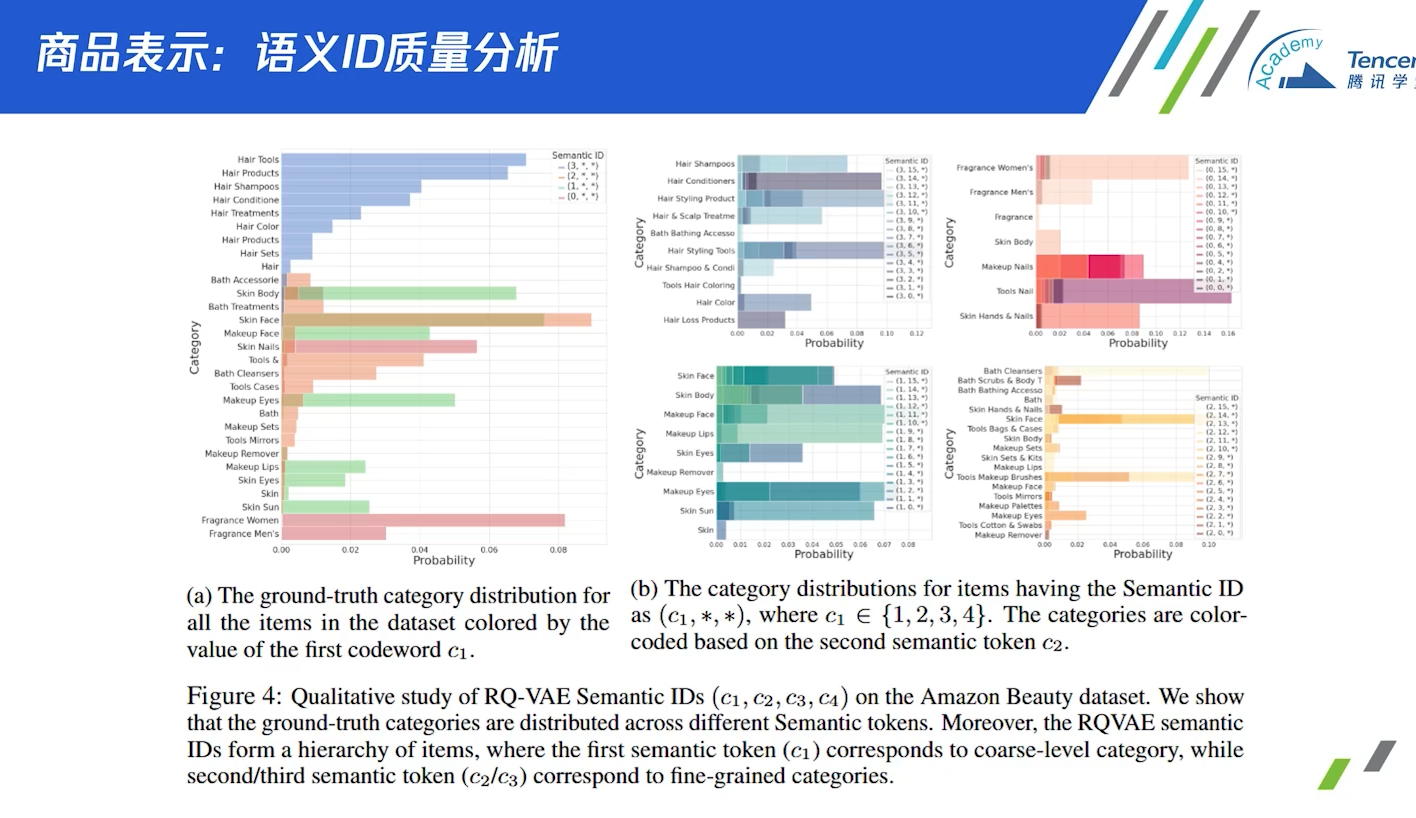 商品表示：语义ID质量分析
Academy
Tencen
腾讯学
Hair Tools
Hair Products
Hair Shampoos
Hair Conditione
Hair Treatments
Hair Color
Hair Products
Hair Sets
Hair
Bath Accessorie
Skin Body
Bath Treatments
Skin Face
Makeup Face
Skin Nails
Tools &
Bath Cleansers
Tools Cases
Makeup Eyes
Bath
Makeup Sets
Tools Mirrors
Makeup Remover
Makeup Lips
Skin Eyes
Skin
Skin Sun
Fragrance Women
Fragrance Men's
Category
0.00 0.02 0.04 0.06 0.08
Probability
Semantic ID
(3, *, *)
(2, *, *)
(1, *, *)
(0, *, *)
Hair Shampoos
Hair Conditioners
Hair Styling Product
Hair & Scalp Treatme
Bath Bathing Accesso
Hair Styling Tools
Hair Shampoo & Condi
Tools Hair Coloring
Hair Color
Hair Loss Products
Category
0.00 0.02 0.04 0.06 0.08 0.10 0.12
Probability
Semantic ID
(3, 15, *)
(3, 14, *)
(3, 13, *)
(3, 12, *)
(3, 11, *)
(3, 10, *)
(3, 9, *)
(3, 8, *)
(3, 7, *)
(3, 6, *)
(3, 5, *)
(3, 4, *)
(3, 3, *)
(3, 2, *)
(3, 1, *)
(3, 0, *)
Fragrance Women's
Fragrance Men's
Fragrance
Skin Body
Makeup Nails
Tools Nail
Skin Hands & Nails
Category
0.00 0.02 0.04 0.06 0.08 0.10 0.12 0.14 0.16
Probability
Semantic ID
(0, 15, *)
(0, 14, *)
(0, 13, *)
(0, 12, *)
(0, 11, *)
(0, 10, *)
(0, 9, *)
(0, 8, *)
(0, 7, *)
(0, 6, *)
(0, 5, *)
(0, 4, *)
(0, 2, *)
(0, 1, *)
(0, 0, *)
Skin Face
Skin Body
Makeup Face
Makeup Lips
Skin Eyes
Makeup Remover
Makeup Eyes
Skin Sun
Skin
Category
0.00 0.01 0.02 0.03 0.04 0.05 0.06 0.07 0.08
Probability
Semantic ID
(1, 15, *)
(1, 14, *)
(1, 13, *)
(1, 12, *)
(1, 11, *)
(1, 10, *)
(1, 9, *)
(1, 8, *)
(1, 7, *)
(1, 6, *)
(1, 5, *)
(1, 4, *)
(1, 3, *)
(1, 2, *)
(1, 1, *)
(1, 0, *)
Bath Cleansers
Bath Scrubs & Body T
Bath Bathing Accesso
Bath
Skin Hands & Nails
Skin Face
Tools Bags & Cases
Skin Body
Makeup Sets
Skin Sets & Kits
Makeup Lips
Tools Makeup Brushes
Makeup Face
Tools Mirrors
Makeup Palettes
Makeup Eyes
Tools Cotton & Swabs
Makeup Remover
Category
0.00 0.02 0.04 0.06 0.08 0.10
Probability
Semantic ID
(2, 15, *)
(2, 14, *)
(2, 13, *)
(2, 12, *)
(2, 11, *)
(2, 10, *)
(2, 9, *)
(2, 8, *)
(2, 7, *)
(2, 6, *)
(2, 5, *)
(2, 4, *)
(2, 3, *)
(2, 2, *)
(2, 1, *)
(2, 0, *)
(a) The ground-truth category distribution for
all the items in the dataset colored by the
value of the first codeword c₁.
(b) The category distributions for items having the Semantic ID
as (c₁, ∗, ∗), where c₁ ∈ {1, 2, 3, 4}. The categories are color-
coded based on the second semantic token c₂.
Figure 4: Qualitative study of RQ-VAE Semantic IDs (c₁, c₂, c₃, c₄) on the Amazon Beauty dataset. We show
that the ground-truth categories are distributed across different Semantic tokens. Moreover, the RQVAE semantic
IDs form a hierarchy of items, where the first semantic token (c₁) corresponds to coarse-level category, while
second/third semantic token (c₂/c₃) correspond to fine-grained categories.